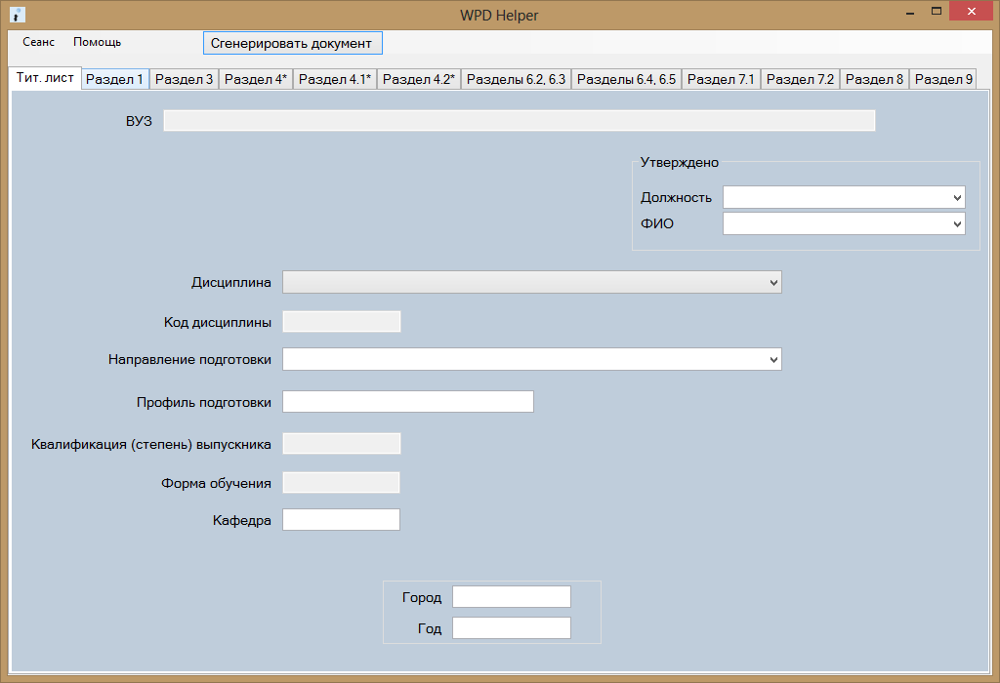 WPD Helper
Сеанс Помощь Сгенерировать документ
Тит. лист Раздел 1 Раздел 3 Раздел 4* Раздел 4.1* Раздел 4.2* Разделы 6.2, 6.3 Разделы 6.4, 6.5 Раздел 7.1 Раздел 7.2 Раздел 8 Раздел 9
ВУЗ
Утверждено
Должность
ФИО
Дисциплина
Код дисциплины
Направление подготовки
Профиль подготовки
Квалификация (степень) выпускника
Форма обучения
Кафедра
Город
Год